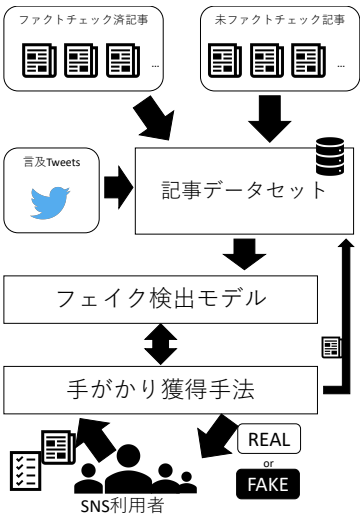 ファクトチェック済記事
未ファクトチェック記事
...
...
言及Tweets
記事データセット
フェイク検出モデル
手がかり獲得手法
REAL
or
FAKE
SNS利用者